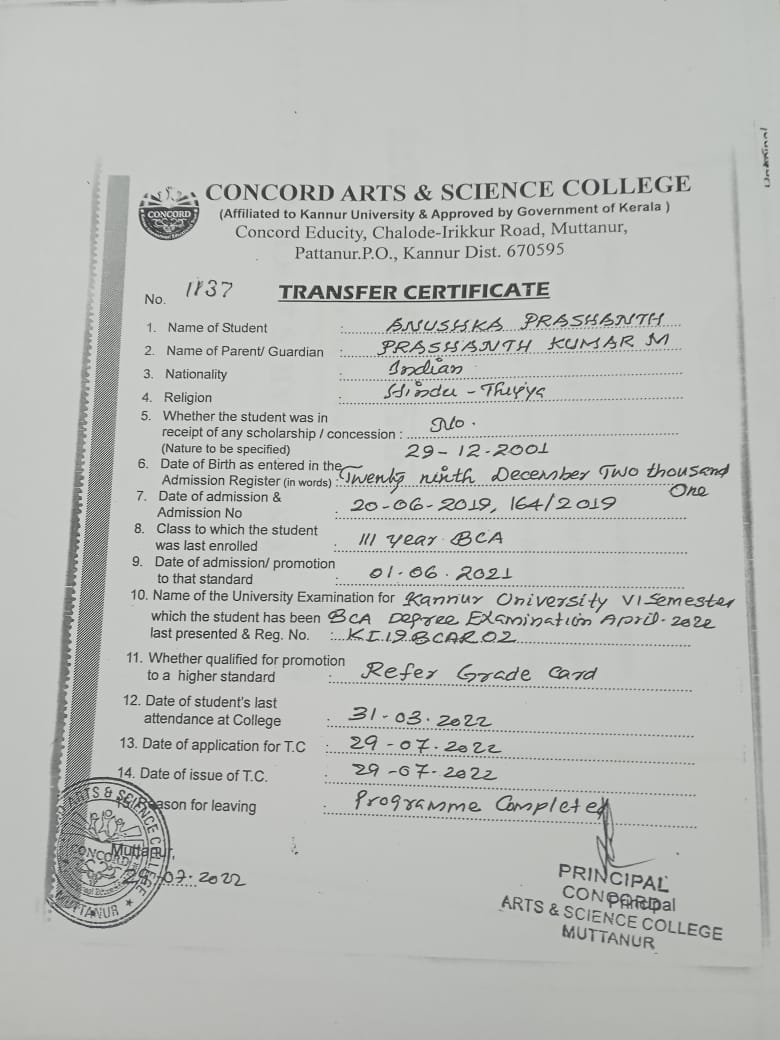 CONCORD ARTS & SCIENCE COLLEGE
(Affiliated to Kannur University & Approved by Government of Kerala )
Concord Educity, Chalode-Irikkur Road, Muttanur,
Pattanur.P.O., Kannur Dist. 670595
CONCORD
No. 1137 TRANSFER CERTIFICATE
1. Name of Student : ANUSHKA PRASHANTH
2. Name of Parent/ Guardian : PRASHANTH KUMAR M
3. Nationality : Indian
4. Religion : Hindu - Thiyya
5. Whether the student was in
receipt of any scholarship / concession : No.
(Nature to be specified) 29-12-2001
6. Date of Birth as entered in the
Admission Register (in words) : Twenty ninth December Two thousand
One
7. Date of admission &
Admission No : 20-06-2019, 164/2019
8. Class to which the student
was last enrolled : III year BCA
9. Date of admission/ promotion
to that standard : 01.06.2021
10. Name of the University Examination for Kannur University VI Semester
which the student has been BCA Degree Examination April-2022
last presented & Reg. No. : KI19BCAR02
11. Whether qualified for promotion
to a higher standard : Refer Grade Card
12. Date of student's last
attendance at College : 31-03.2022
13. Date of application for T.C : 29-07.2022
14. Date of issue of T.C. : 29-07-2022
Reason for leaving : Programme Completed
ARTS & SCIENCE COLLEGE
CONCORD
MUTTANUR
Muttanur,
29.07.2022
PRINCIPAL
CONCORD
Principal
ARTS & SCIENCE COLLEGE
MUTTANUR